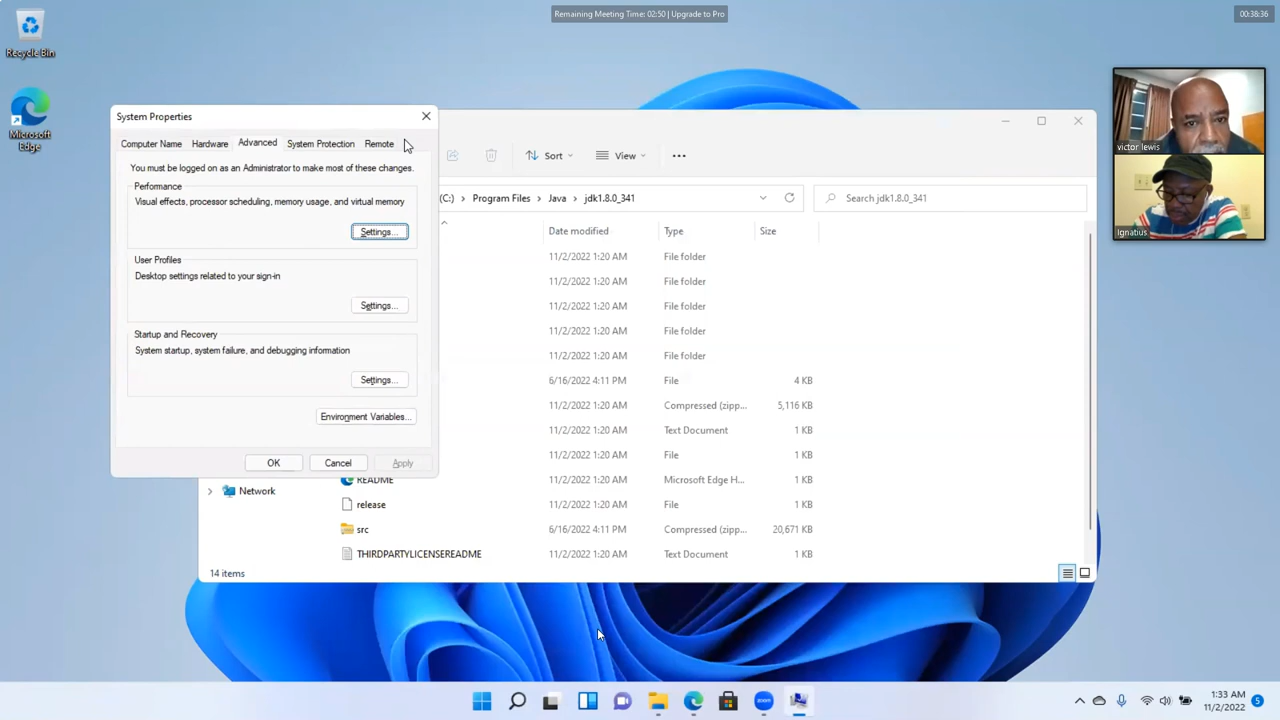 Remaining Meeting Time: 02:50 | Upgrade to Pro
00:38:36
Recycle Bin
Microsoft
Edge
victor lewis
Ignatius
System Properties
Computer Name Hardware Advanced System Protection Remote
You must be logged on as an Administrator to make most of these changes.
Performance
Visual effects, processor scheduling, memory usage, and virtual memory
Settings...
User Profiles
Desktop settings related to your sign-in
Settings...
Startup and Recovery
System startup, system failure, and debugging information
Settings...
Environment Variables...
OK Cancel Apply
Sort View
(C:) > Program Files > Java > jdk1.8.0_341 Search jdk1.8.0_341
Date modified Type Size
11/2/2022 1:20 AM File folder
11/2/2022 1:20 AM File folder
11/2/2022 1:20 AM File folder
11/2/2022 1:20 AM File folder
11/2/2022 1:20 AM File folder
6/16/2022 4:11 PM File 4 KB
11/2/2022 1:20 AM Compressed (zipp... 5,116 KB
11/2/2022 1:20 AM Text Document 1 KB
11/2/2022 1:20 AM File 1 KB
README 11/2/2022 1:20 AM Microsoft Edge H... 1 KB
Network
release 11/2/2022 1:20 AM File 1 KB
src 6/16/2022 4:11 PM Compressed (zipp... 20,671 KB
THIRDPARTYLICENSEREADME 11/2/2022 1:20 AM Text Document 1 KB
14 items
zoom
1:33 AM
11/2/2022
5